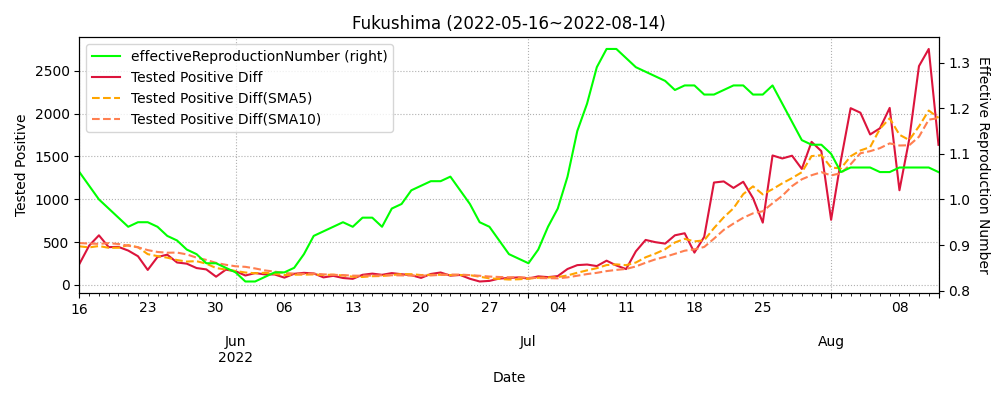 Fukushima (2022-05-16~2022-08-14)
effectiveReproductionNumber (right)
Tested Positive Diff
Tested Positive Diff(SMA5)
Tested Positive Diff(SMA10)
Tested Positive
2500
2000
1500
1000
500
0
Effective Reproduction Number
1.3
1.2
1.1
1.0
0.9
0.8
16 23 30 06 13 20 27 04 11 18 25 08
Jun Jul Aug
2022
Date